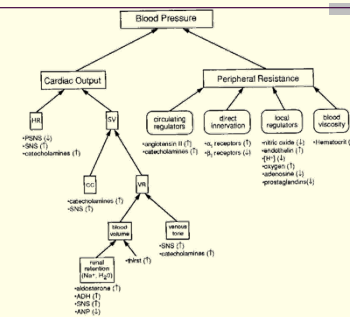 Blood Pressure
Cardiac Output
Peripheral Resistance
HR
SV
circulating
regulators
direct
innervation
local
regulators
blood
viscosity
•PSNS (↓)
•SNS (↑)
•catecholamines (↑)
•angiotensin II (↑)
•catecholamines (↑)
•α₁ receptors (↑)
•β₂ receptors (↓)
•nitric oxide (↓)
•endothelin (↑)
•[H⁺] (↓)
•oxygen (↑)
•adenosine (↓)
•prostaglandins(↓)
•Hematocrit (
CC
VR
•catecholamines (↑)
•SNS (↑)
blood
volume
venous
tone
•SNS (↑)
•catecholamines (↑)
renal
retention
(Na⁺, H₂0)
•thirst (↑)
•aldosterone (↑)
•ADH (↑)
•SNS (↑)
•ANP (↓)